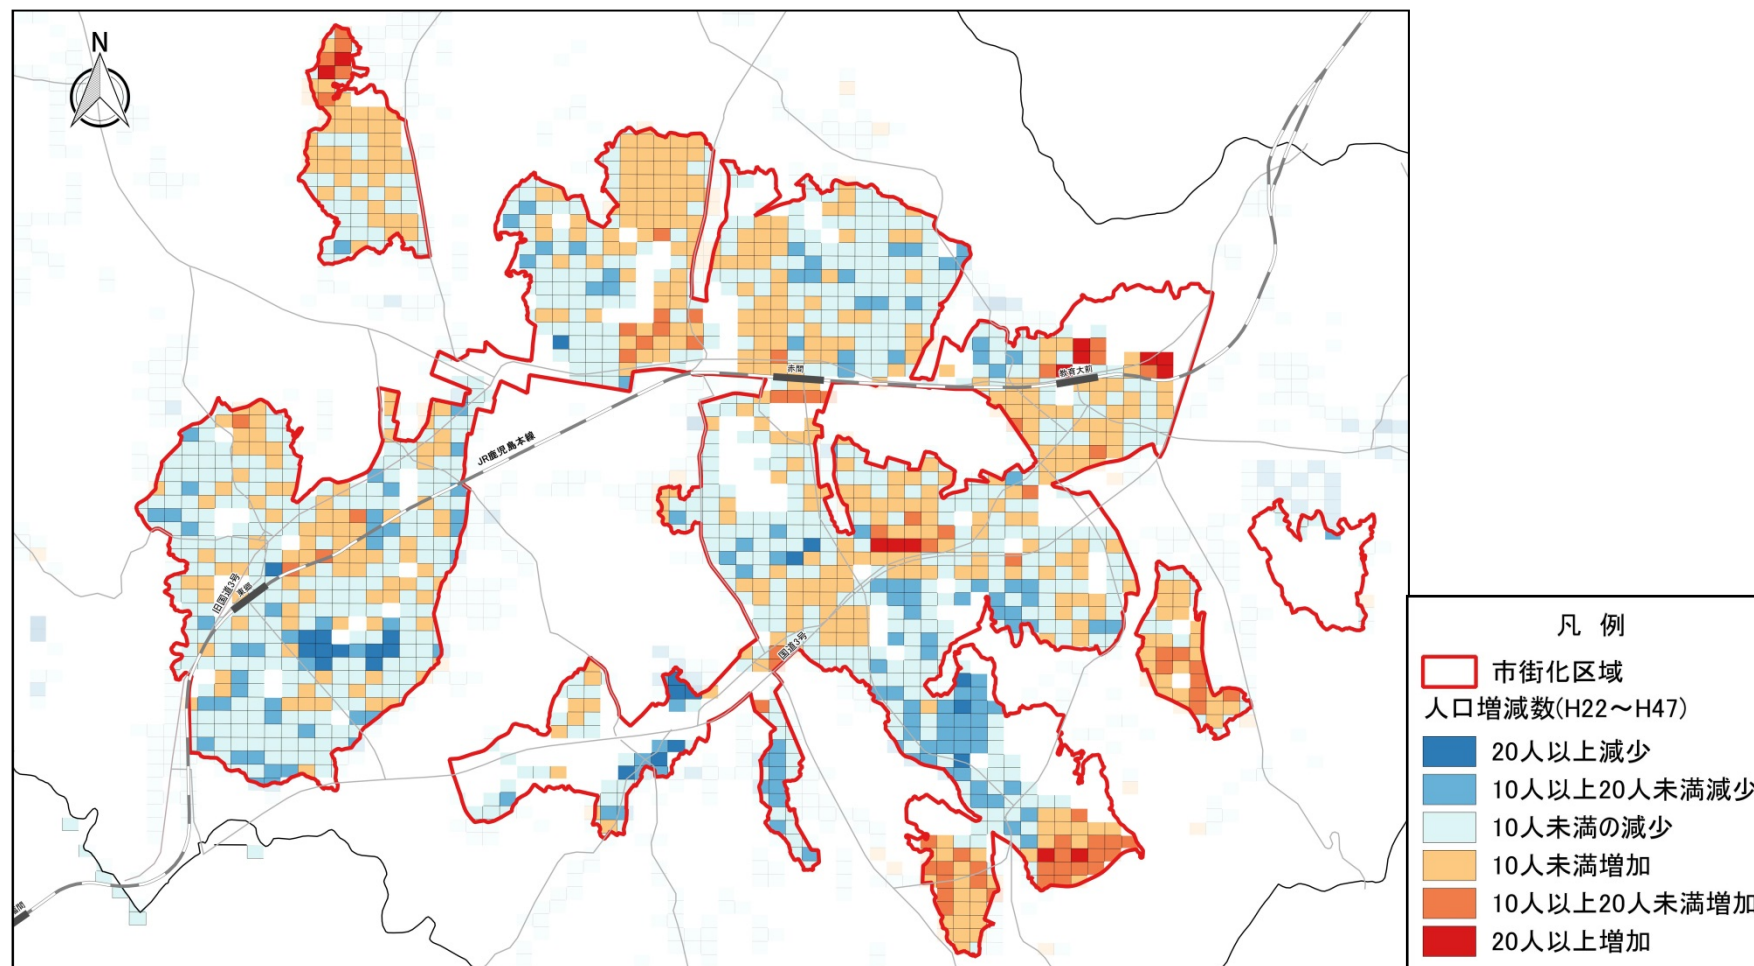 N
赤間
教育大前
JR鹿児島本線
旧国道3号
東郷
国道3号
凡 例
市街化区域
人口増減数(H22～H47)
20人以上減少
10人以上20人未満減少
10人未満の減少
10人未満増加
10人以上20人未満増加
20人以上増加